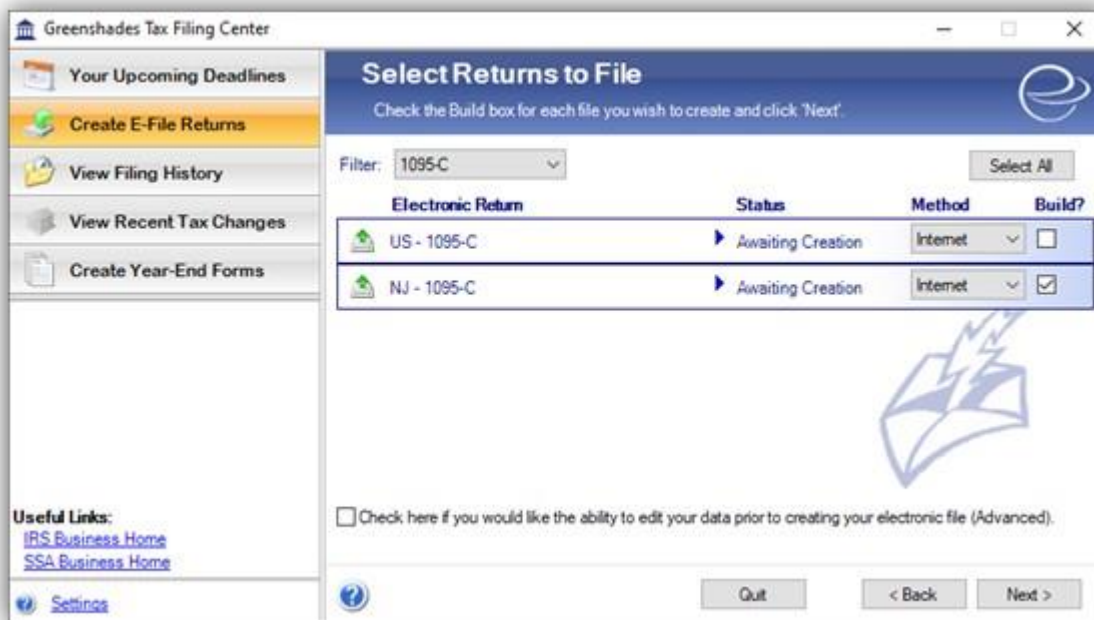 Greenshades Tax Filing Center
Your Upcoming Deadlines
Create E-File Returns
View Filing History
View Recent Tax Changes
Create Year-End Forms
Useful Links:
IRS Business Home
SSA Business Home
Settings
Select Returns to File
Check the Build box for each file you wish to create and click 'Next'.
Filter: 1095-C Select All
Electronic Return Status Method Build?
US - 1095-C Awaiting Creation Internet
NJ - 1095-C Awaiting Creation Internet
Check here if you would like the ability to edit your data prior to creating your electronic file (Advanced).
Quit < Back Next >